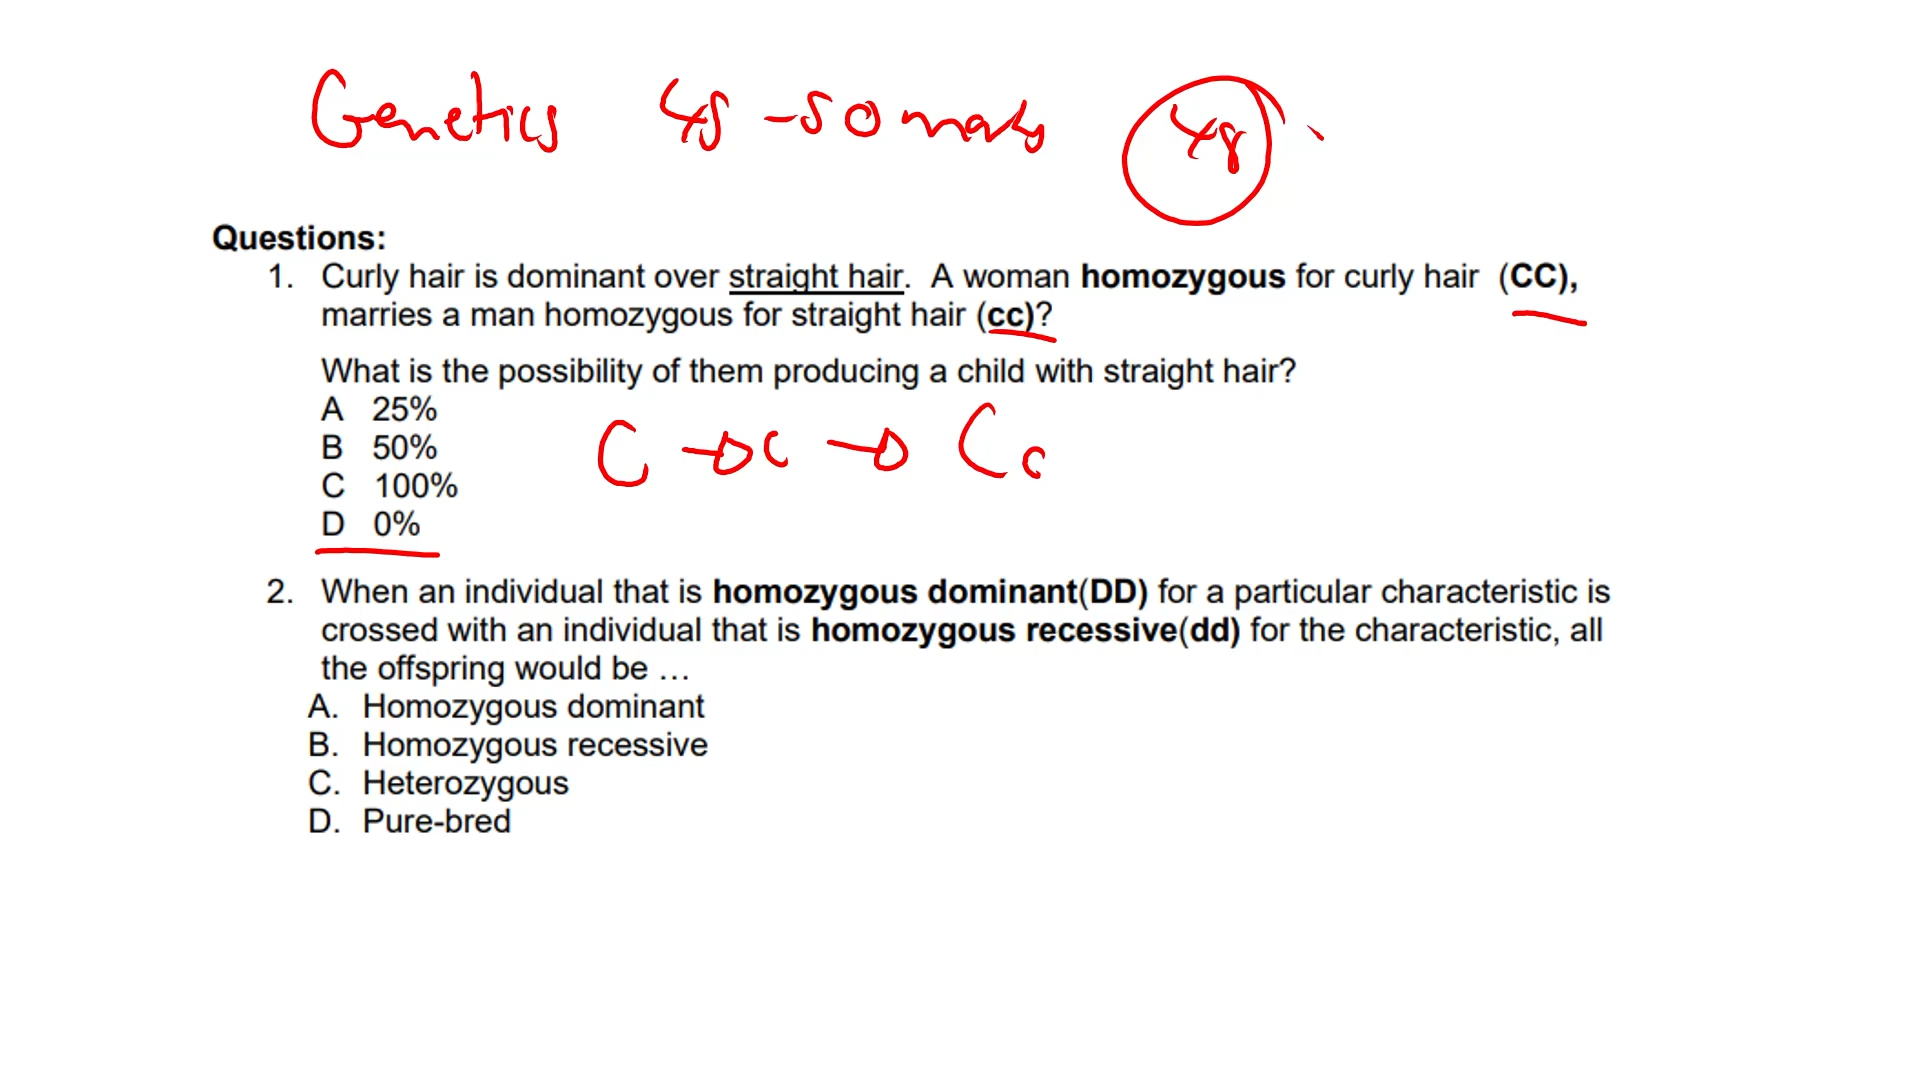 Genetics 48 - somatic 48
Questions:
1. Curly hair is dominant over straight hair. A woman homozygous for curly hair (CC),
marries a man homozygous for straight hair (cc)?
What is the possibility of them producing a child with straight hair?
A 25%
B 50%
C 100%
D 0%
C → c → Cc
2. When an individual that is homozygous dominant(DD) for a particular characteristic is
crossed with an individual that is homozygous recessive(dd) for the characteristic, all
the offspring would be …
A. Homozygous dominant
B. Homozygous recessive
C. Heterozygous
D. Pure-bred